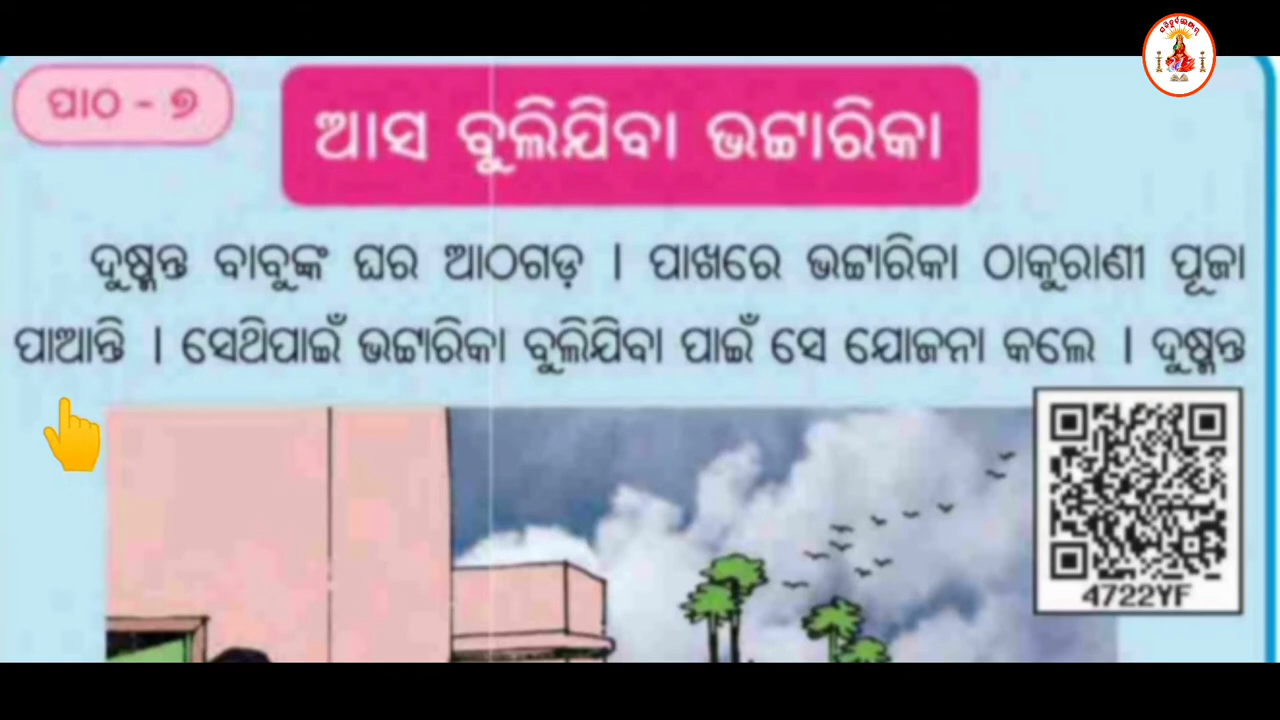 ପାଠ - ୭
ଆସ ବୁଲିଯିବା ଭଟ୍ଟାରିକା
ଦୁଷ୍ମନ୍ତ ବାବୁଙ୍କ ଘର ଆଠଗଡ଼ । ପାଖରେ ଭଟ୍ଟାରିକା ଠାକୁରାଣୀ ପୂଜା
ପାଆନ୍ତି । ସେଥିପାଇଁ ଭଟ୍ଟାରିକା ବୁଲିଯିବା ପାଇଁ ସେ ଯୋଜନା କଲେ । ଦୁଷ୍ମନ୍ତ
4722YF